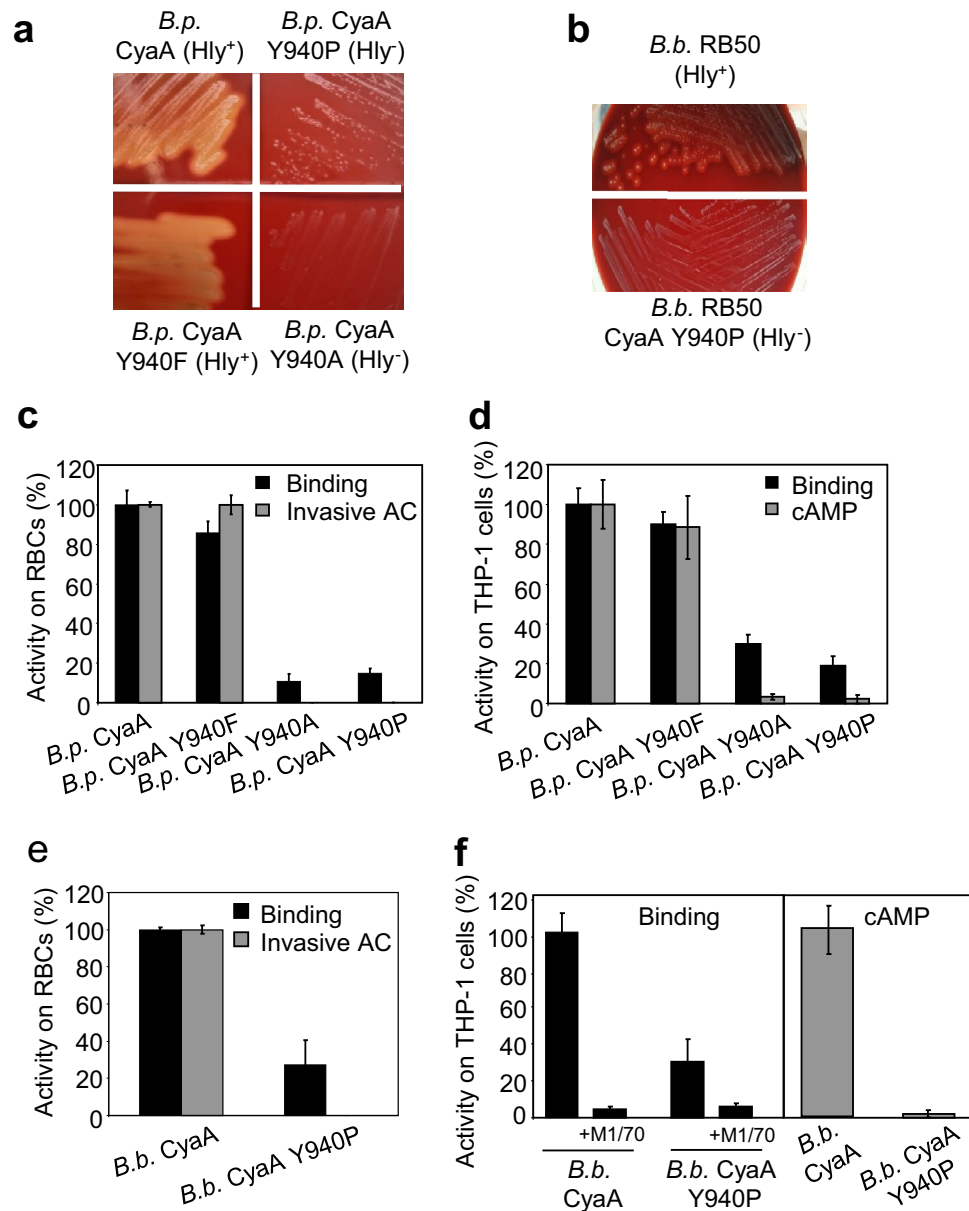 a
B.p.
CyaA (Hly⁺)
B.p. CyaA
Y940P (Hly⁻)
B.p. CyaA
Y940F (Hly⁺)
B.p. CyaA
Y940A (Hly⁻)
b
B.b. RB50
(Hly⁺)
B.b. RB50
CyaA Y940P (Hly⁻)
c
Activity on RBCs (%)
120
100
80
60
40
20
0
Binding
Invasive AC
B.p. CyaA
B.p. CyaA Y940F
B.p. CyaA Y940A
B.p. CyaA Y940P
d
Activity on THP-1 cells (%)
120
100
80
60
40
20
0
Binding
cAMP
B.p. CyaA
B.p. CyaA Y940F
B.p. CyaA Y940A
B.p. CyaA Y940P
e
Activity on RBCs (%)
120
100
80
60
40
20
0
Binding
Invasive AC
B.b. CyaA
B.b. CyaA Y940P
f
Activity on THP-1 cells (%)
120
100
80
60
40
20
0
Binding
cAMP
+M1/70
+M1/70
B.b.
CyaA
B.b. CyaA
Y940P
B.b.
CyaA
B.b. CyaA
Y940P